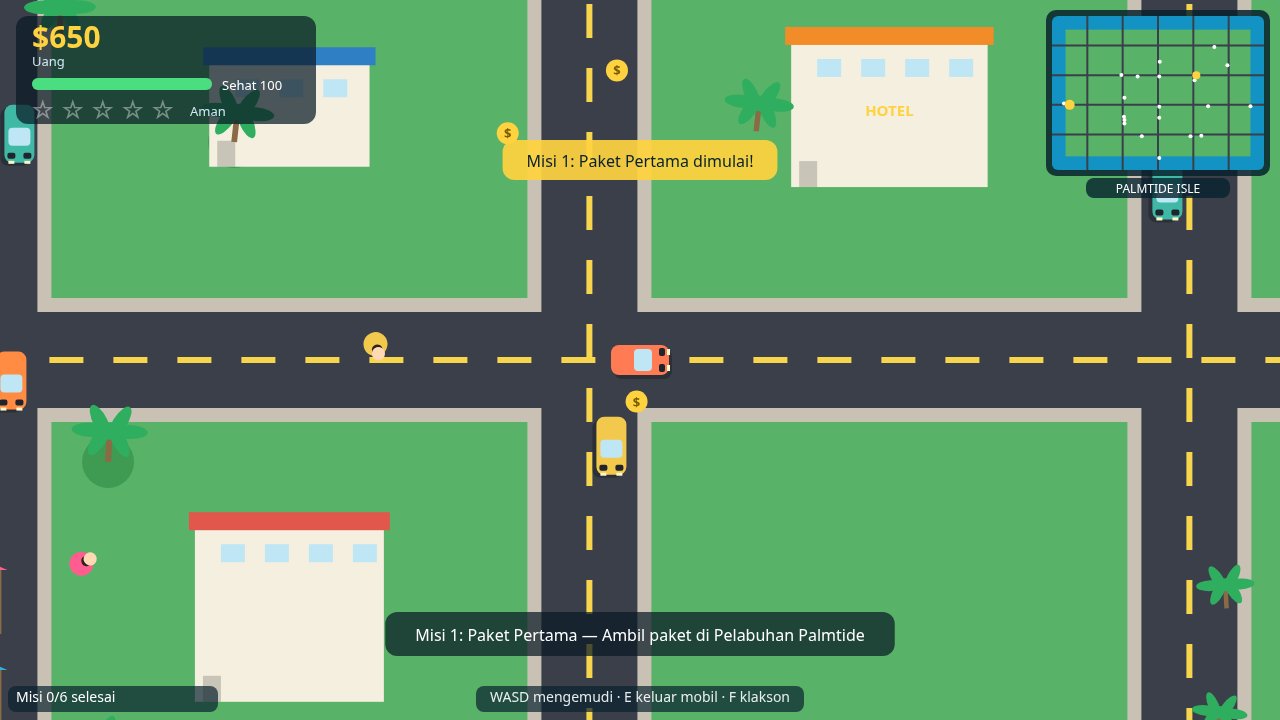 $650
Uang
Sehat 100
Aman
$
$
HOTEL
Misi 1: Paket Pertama dimulai!
PALMTIDE ISLE
$
Misi 1: Paket Pertama — Ambil paket di Pelabuhan Palmtide
Misi 0/6 selesai
WASD mengemudi · E keluar mobil · F klakson